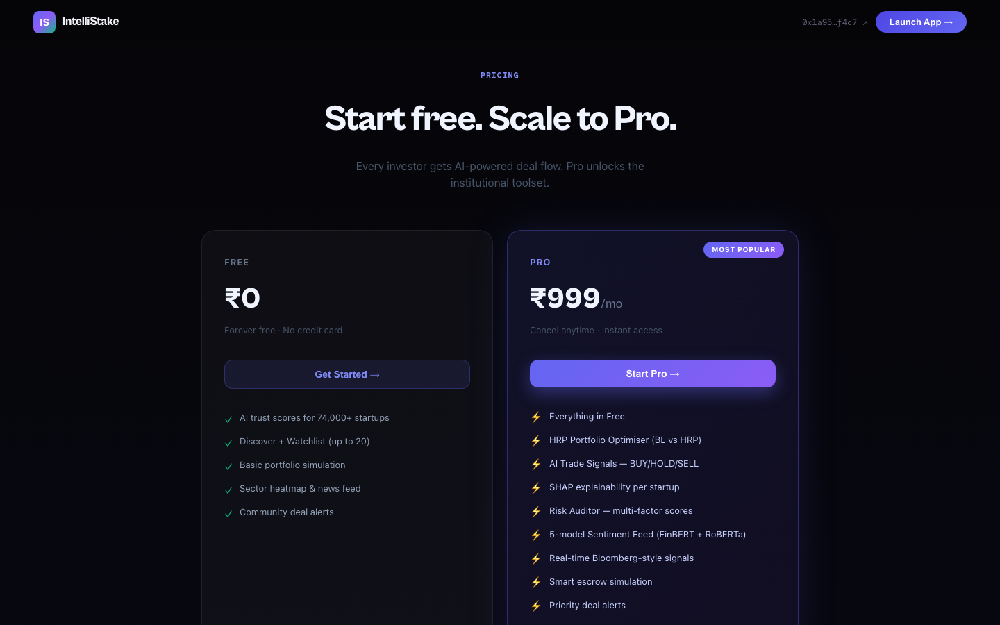 IS
IntelliStake
0x1a95…f4c7 ↗
Launch App →
PRICING
Start free. Scale to Pro.
Every investor gets AI-powered deal flow. Pro unlocks the
institutional toolset.
FREE
₹0
Forever free · No credit card
Get Started →
✓ AI trust scores for 74,000+ startups
✓ Discover + Watchlist (up to 20)
✓ Basic portfolio simulation
✓ Sector heatmap & news feed
✓ Community deal alerts
MOST POPULAR
PRO
₹999/mo
Cancel anytime · Instant access
Start Pro →
⚡ Everything in Free
⚡ HRP Portfolio Optimiser (BL vs HRP)
⚡ AI Trade Signals — BUY/HOLD/SELL
⚡ SHAP explainability per startup
⚡ Risk Auditor — multi-factor scores
⚡ 5-model Sentiment Feed (FinBERT + RoBERTa)
⚡ Real-time Bloomberg-style signals
⚡ Smart escrow simulation
⚡ Priority deal alerts